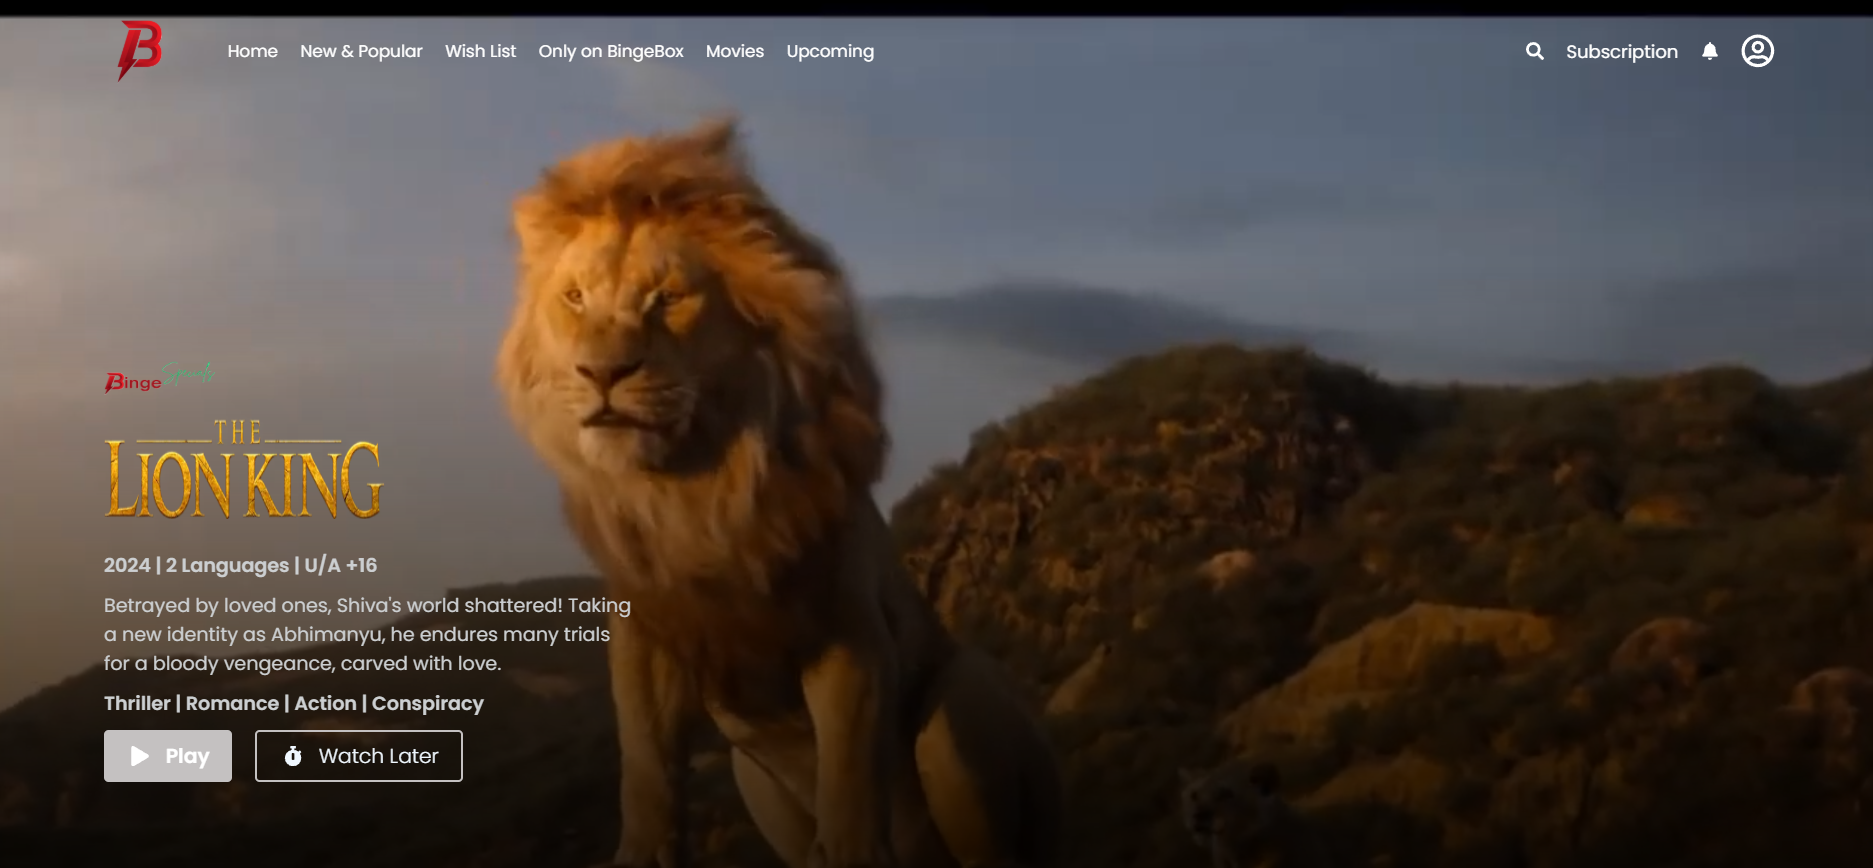 B
Home New & Popular Wish List Only on BingeBox Movies Upcoming
Subscription
Binge
THE
LION KING
2024 | 2 Languages | U/A +16
Betrayed by loved ones, Shiva's world shattered! Taking
a new identity as Abhimanyu, he endures many trials
for a bloody vengeance, carved with love.
Thriller | Romance | Action | Conspiracy
Play
Watch Later